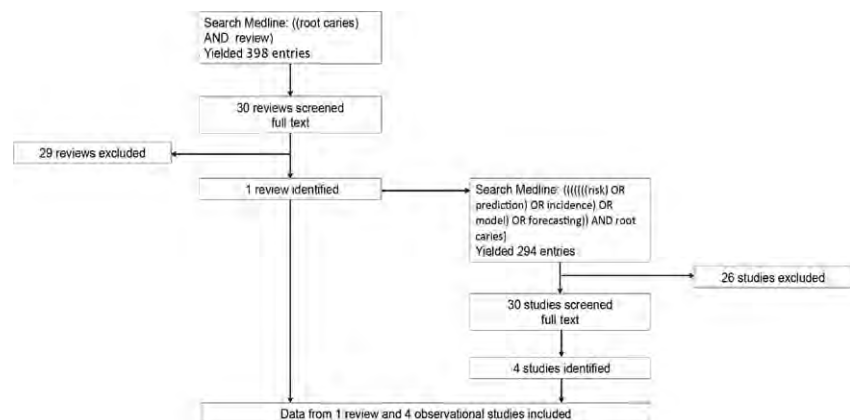 Search Medline: ((root caries)
AND review)
Yielded 398 entries
30 reviews screened
full text
29 reviews excluded
1 review identified
Search Medline: ((((((risk) OR
prediction) OR incidence) OR
model) OR forecasting)) AND root
caries)
Yielded 294 entries
26 studies excluded
30 studies screened
full text
4 studies identified
Data from 1 review and 4 observational studies included